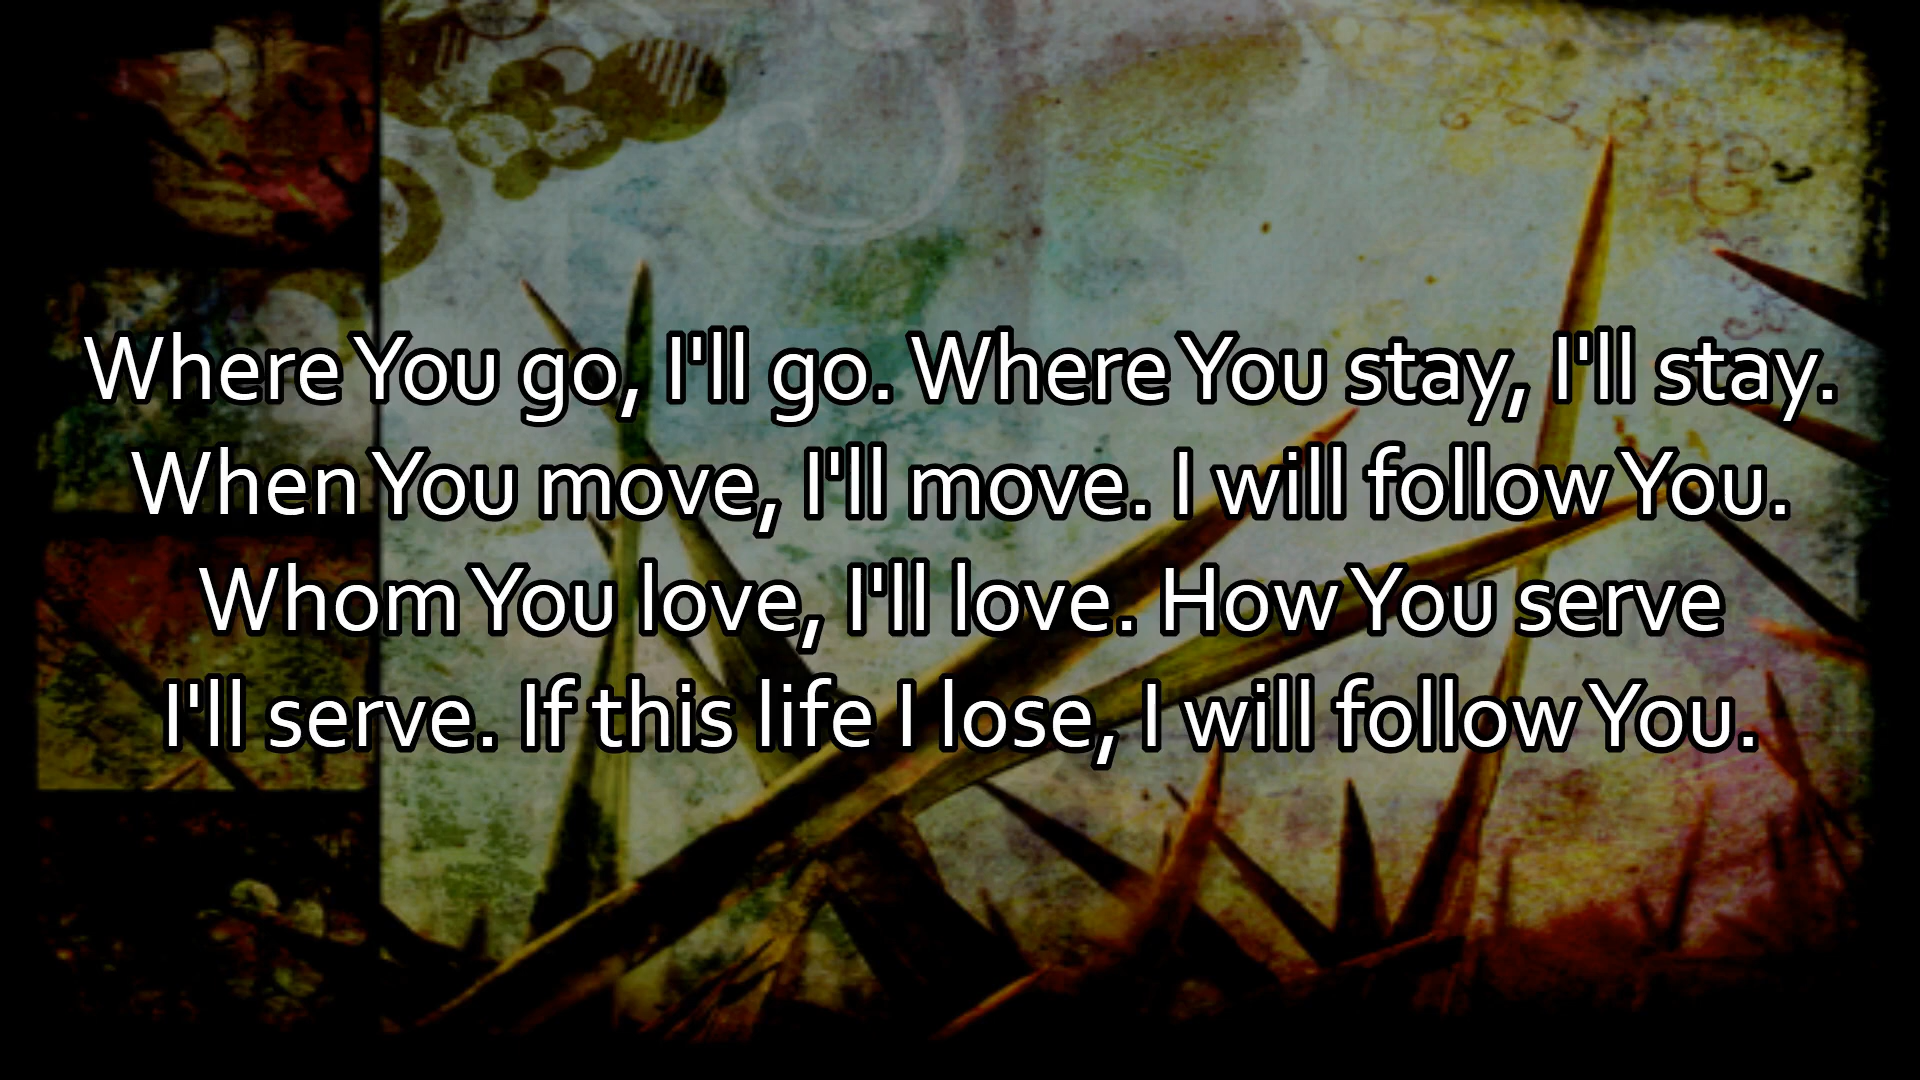 Where You go, I'll go. Where You stay, I'll stay.
When You move, I'll move. I will follow You.
Whom You love, I'll love. How You serve
I'll serve. If this life I lose, I will follow You.